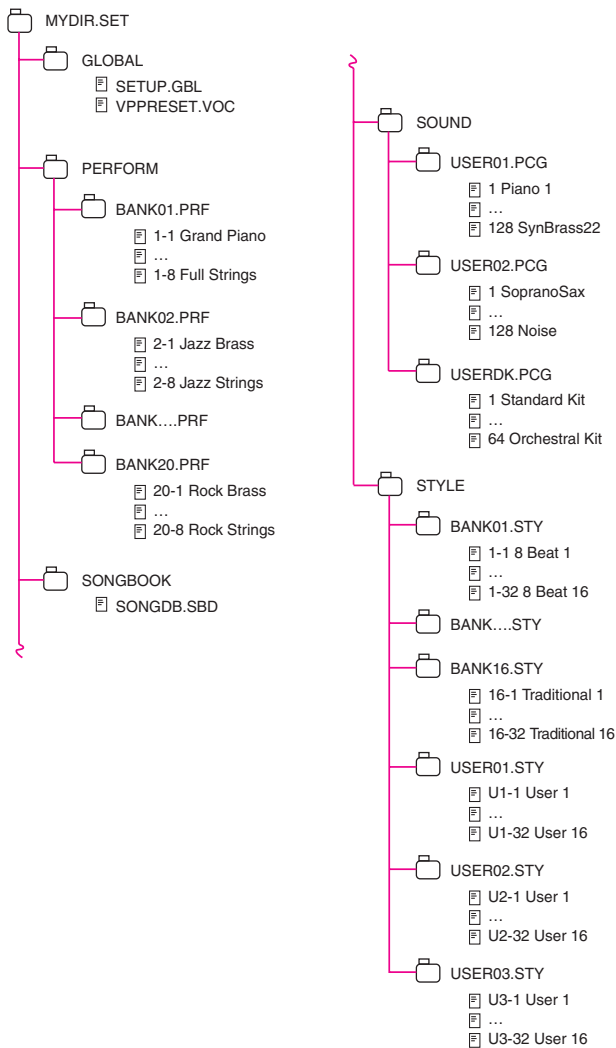 MYDIR.SET
GLOBAL
SETUP.GBL
VPPRESET.VOC
PERFORM
BANK01.PRF
1-1 Grand Piano
…
1-8 Full Strings
BANK02.PRF
2-1 Jazz Brass
…
2-8 Jazz Strings
BANK….PRF
BANK20.PRF
20-1 Rock Brass
…
20-8 Rock Strings
SONGBOOK
SONGDB.SBD
SOUND
USER01.PCG
1 Piano 1
…
128 SynBrass22
USER02.PCG
1 SopranoSax
…
128 Noise
USERDK.PCG
1 Standard Kit
…
64 Orchestral Kit
STYLE
BANK01.STY
1-1 8 Beat 1
…
1-32 8 Beat 16
BANK….STY
BANK16.STY
16-1 Traditional 1
…
16-32 Traditional 16
USER01.STY
U1-1 User 1
…
U1-32 User 16
USER02.STY
U2-1 User 1
…
U2-32 User 16
USER03.STY
U3-1 User 1
…
U3-32 User 16